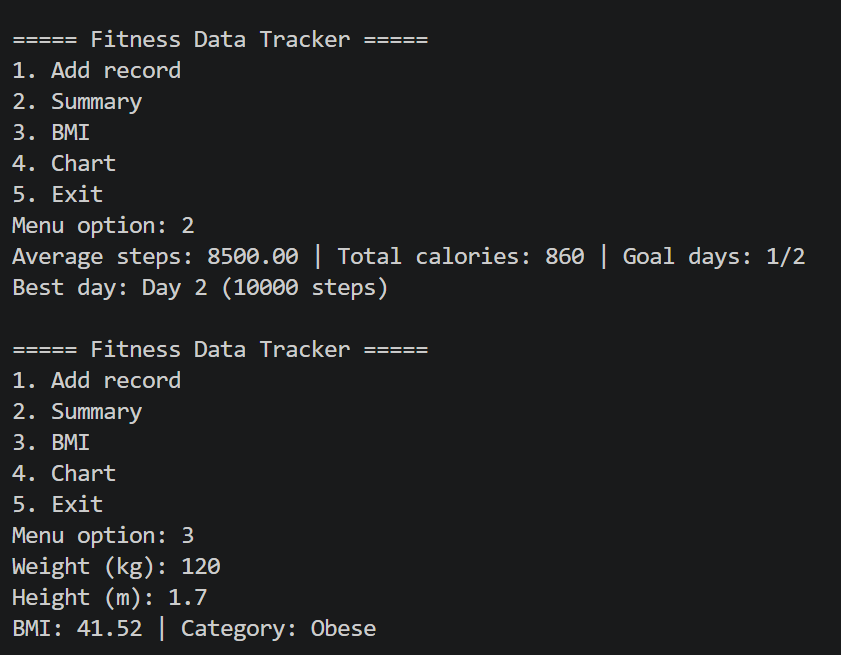 ===== Fitness Data Tracker =====
1. Add record
2. Summary
3. BMI
4. Chart
5. Exit
Menu option: 2
Average steps: 8500.00 | Total calories: 860 | Goal days: 1/2
Best day: Day 2 (10000 steps)
===== Fitness Data Tracker =====
1. Add record
2. Summary
3. BMI
4. Chart
5. Exit
Menu option: 3
Weight (kg): 120
Height (m): 1.7
BMI: 41.52 | Category: Obese